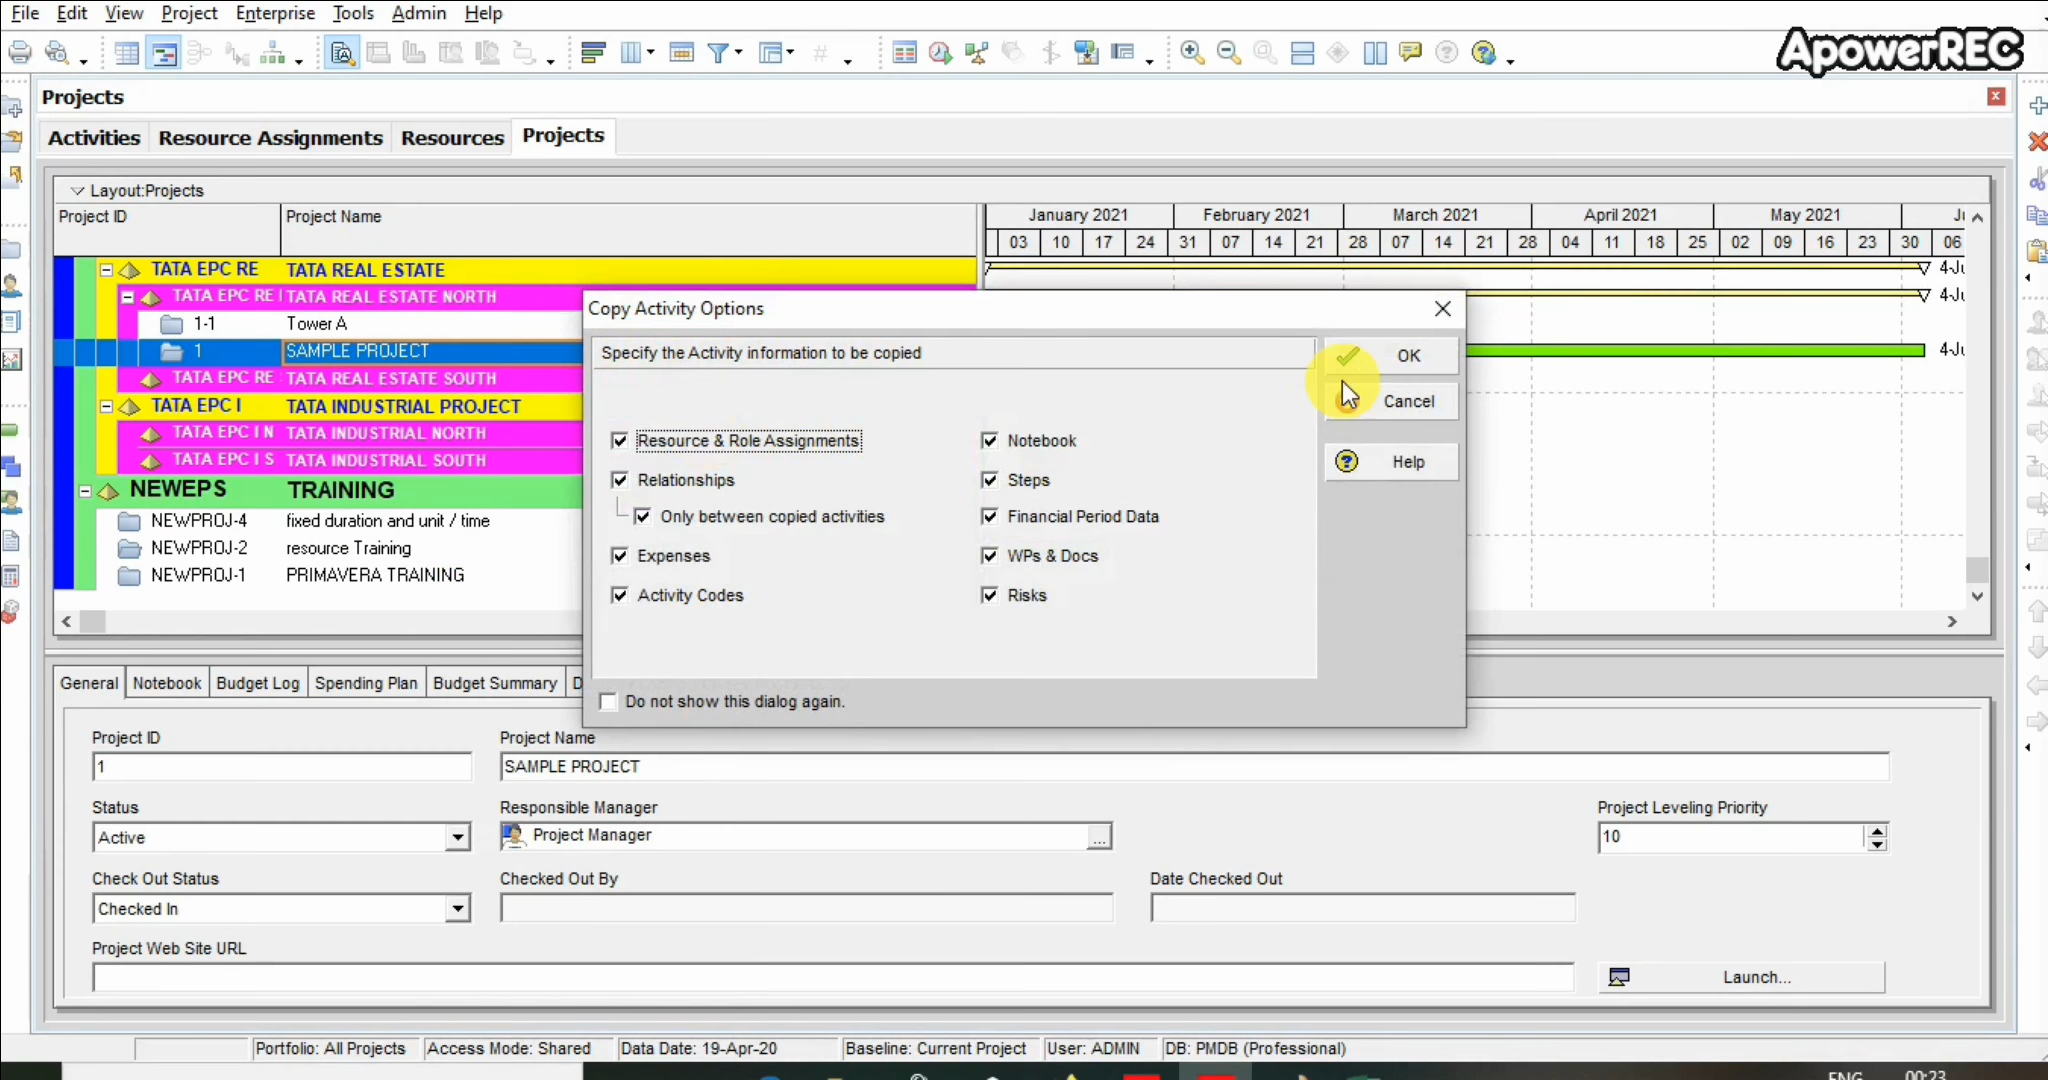 File Edit View Project Enterprise Tools Admin Help
#
ApowerREC
Projects
Activities Resource Assignments Resources Projects
Layout:Projects
Project ID Project Name
January 2021 February 2021 March 2021 April 2021 May 2021
03 10 17 24 31 07 14 21 28 07 14 21 28 04 11 18 25 02 09 16 23 30 06
TATA EPC RE TATA REAL ESTATE
TATA EPC RE TATA REAL ESTATE NORTH
1-1 Tower A
1 SAMPLE PROJECT
TATA EPC RE TATA REAL ESTATE SOUTH
TATA EPC I TATA INDUSTRIAL PROJECT
TATA EPC I N TATA INDUSTRIAL NORTH
TATA EPC I S TATA INDUSTRIAL SOUTH
NEWEPS TRAINING
NEWPROJ-4 fixed duration and unit / time
NEWPROJ-2 resource Training
NEWPROJ-1 PRIMAVERA TRAINING
Copy Activity Options
Specify the Activity information to be copied
OK
Cancel
Help
Resource & Role Assignments
Relationships
Only between copied activities
Expenses
Activity Codes
Notebook
Steps
Financial Period Data
WPs & Docs
Risks
Do not show this dialog again.
General Notebook Budget Log Spending Plan Budget Summary
Project ID Project Name
1 SAMPLE PROJECT
Status Responsible Manager Project Leveling Priority
Active Project Manager ... 10
Check Out Status Checked Out By Date Checked Out
Checked In
Project Web Site URL
Launch...
Portfolio: All Projects Access Mode: Shared Data Date: 19-Apr-20 Baseline: Current Project User: ADMIN DB: PMDB (Professional)
ENG 00:23